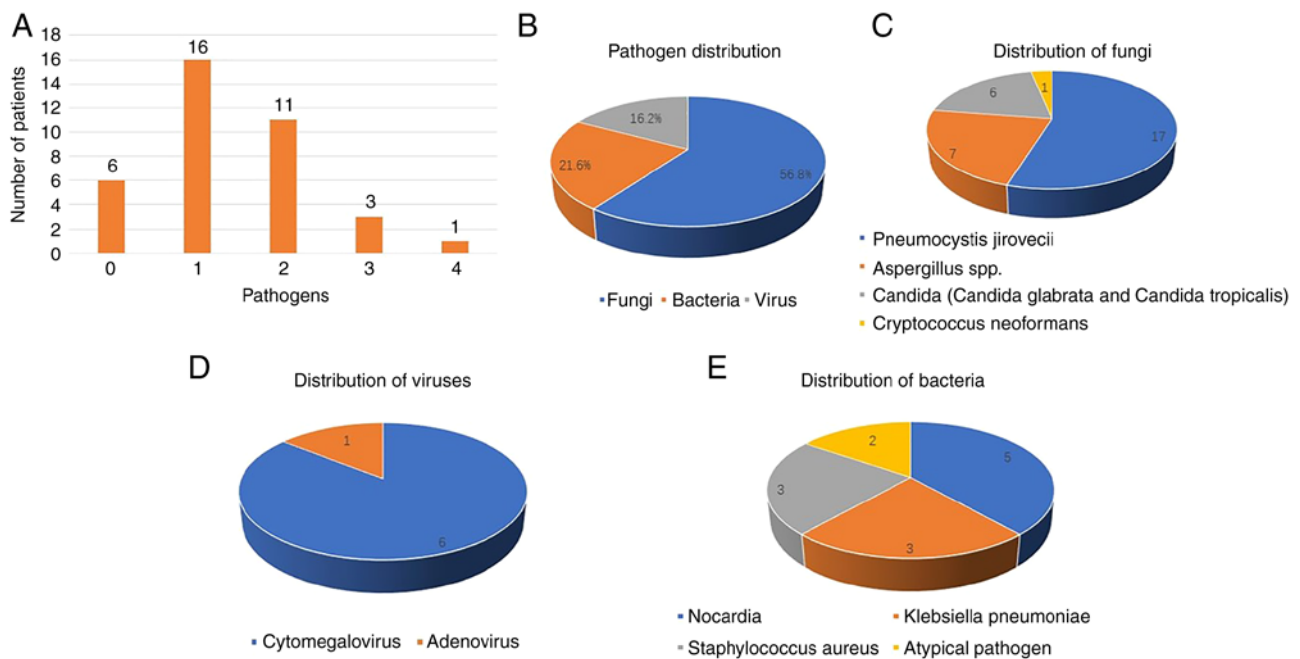 A
Number of patients
18
16
14
12
10
8
6
4
2
0
6
16
11
3
1
0 1 2 3 4
Pathogens
B
Pathogen distribution
16.2%
21.6%
56.8%
Fungi Bacteria Virus
C
Distribution of fungi
1
6
17
7
Pneumocystis jirovecii
Aspergillus spp.
Candida (Candida glabrata and Candida tropicalis)
Cryptococcus neoformans
D
Distribution of viruses
1
6
Cytomegalovirus Adenovirus
E
Distribution of bacteria
2
5
3
3
Nocardia Klebsiella pneumoniae
Staphylococcus aureus Atypical pathogen